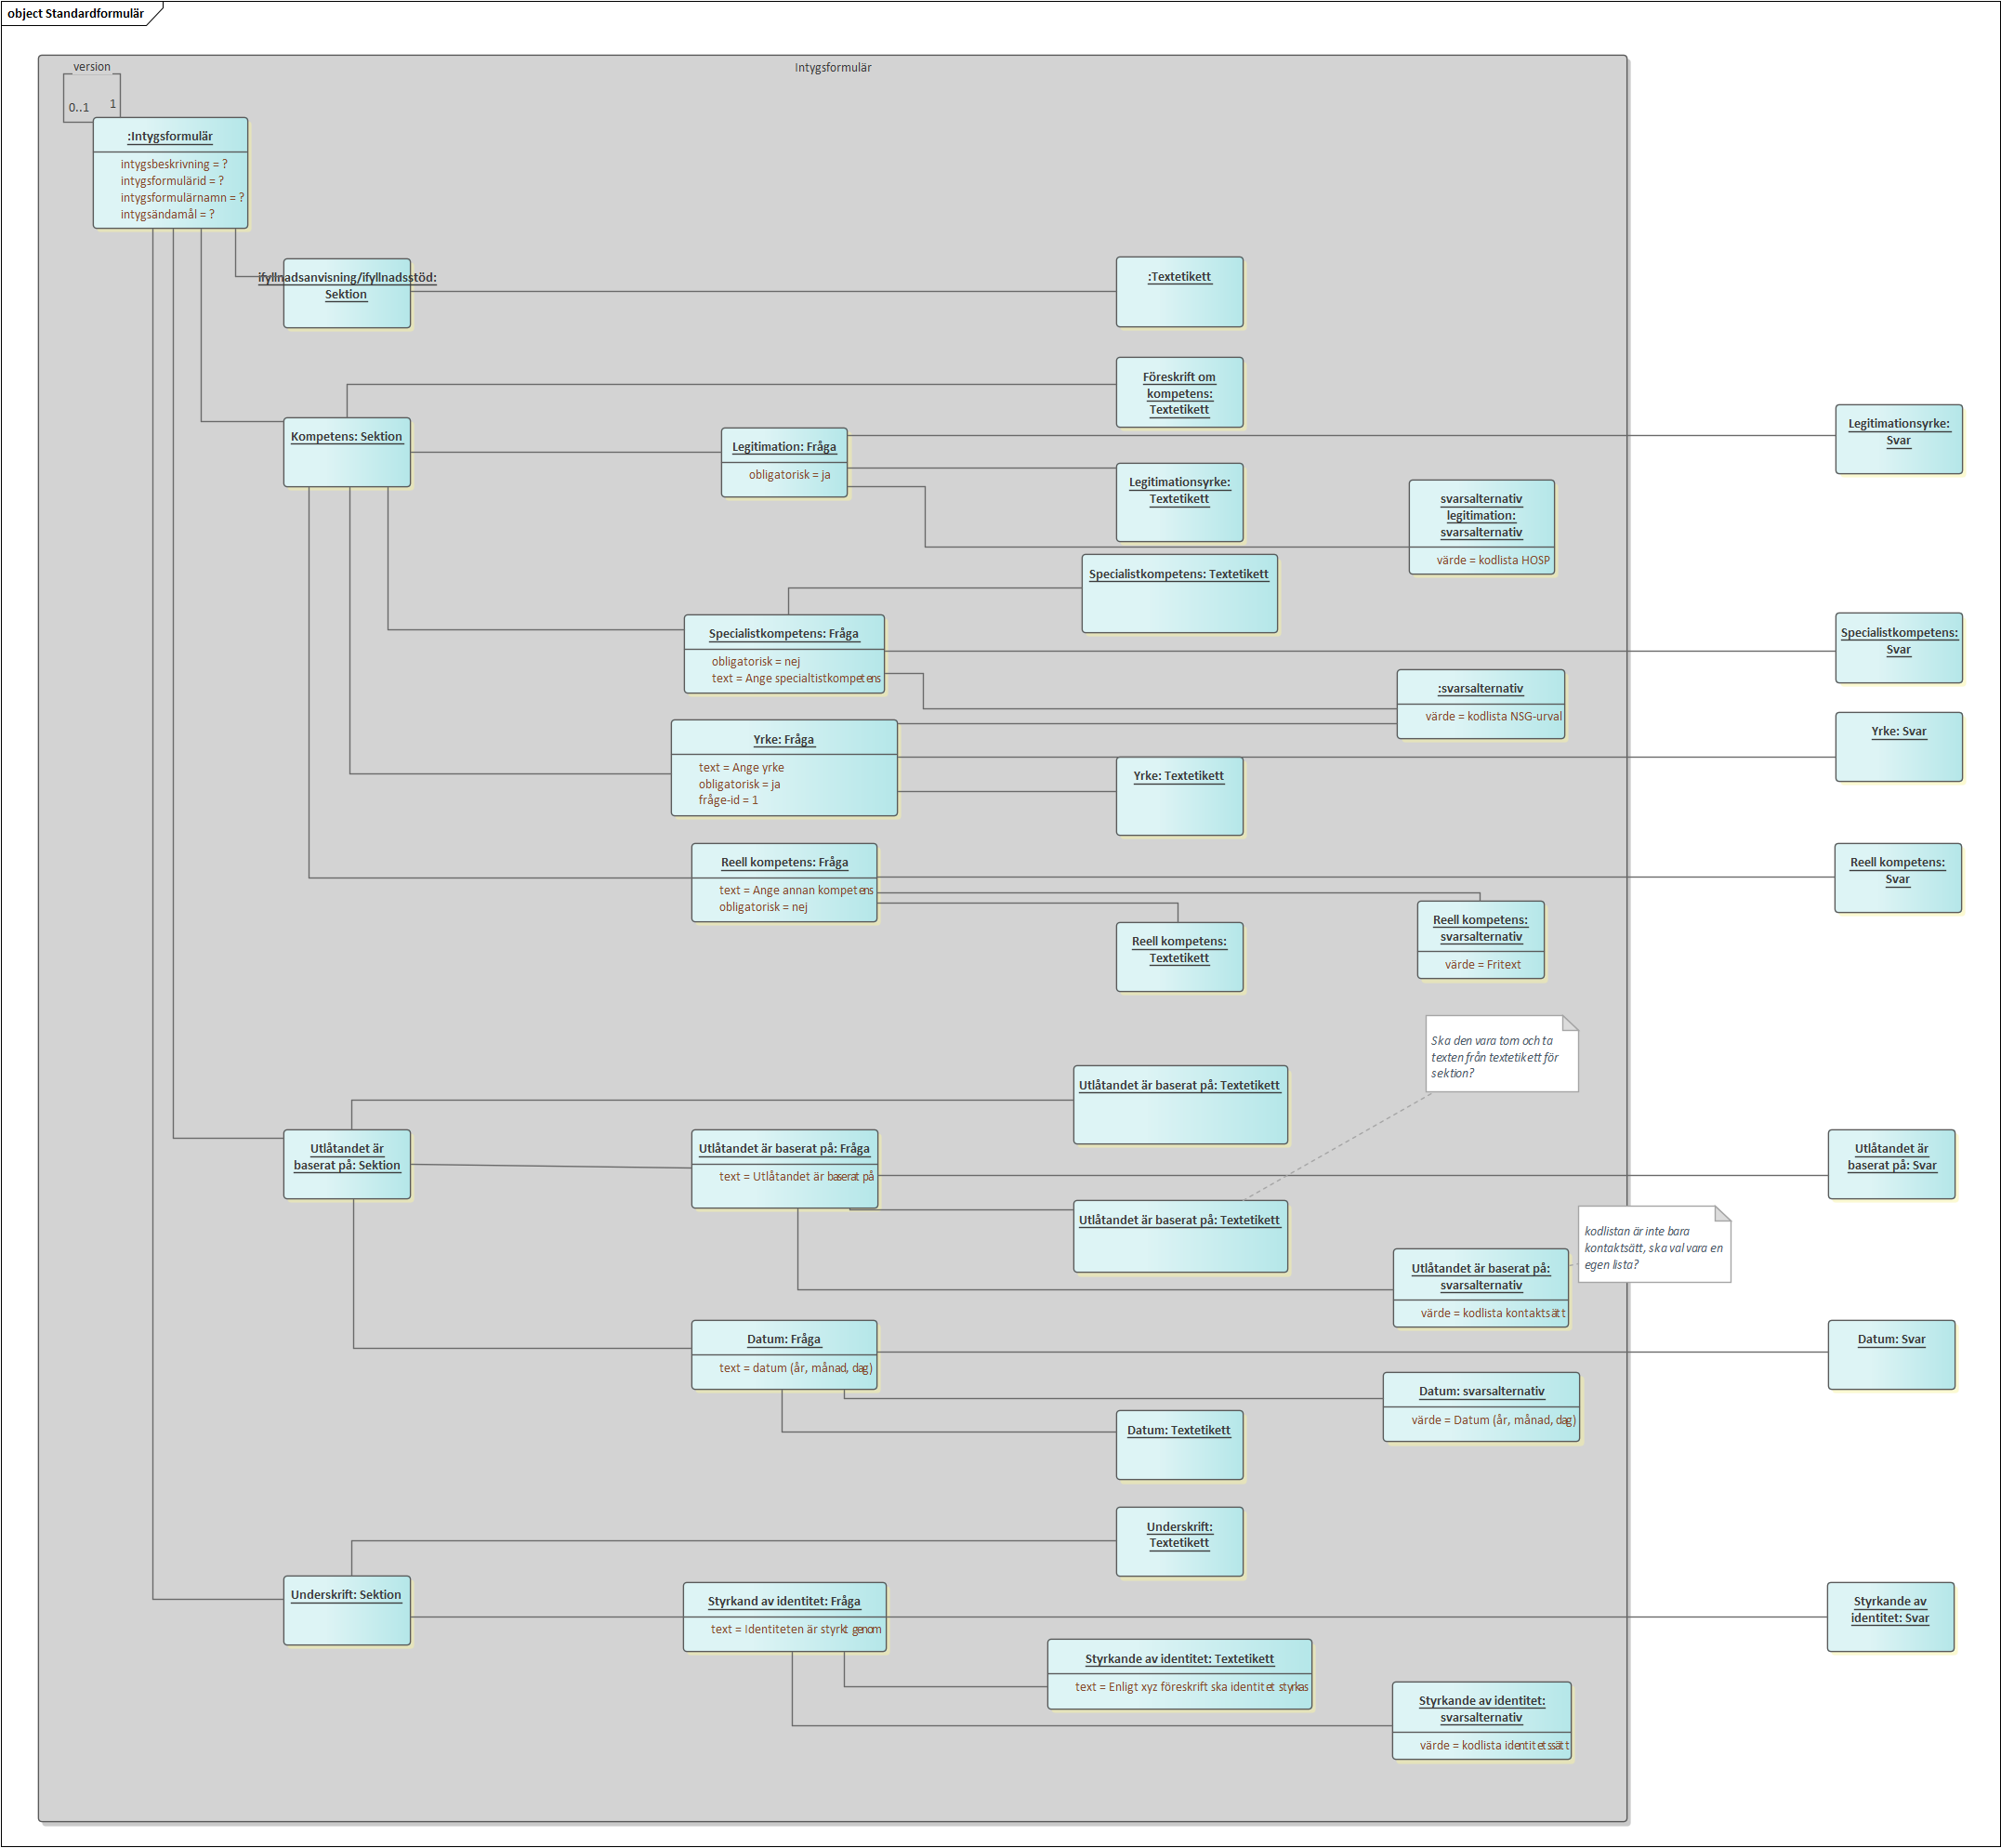 object Standardformulär
Intygsformulär
version
0..1
1
:Intygsformulär
intygsbeskrivning = ?
intygsformulärid = ?
intygsformulärnamn = ?
intygsändamål = ?
ifyllnadsanvisning/ifyllnadsstöd:
Sektion
:Textetikett
Föreskrift om
kompetens:
Textetikett
Kompetens: Sektion
Legitimation: Fråga
obligatorisk = ja
Legitimationsyrke:
Svar
Legitimationsyrke:
Textetikett
svarsalternativ
legitimation:
svarsalternativ
värde = kodlista HOSP
Specialistkompetens: Textetikett
Specialistkompetens: Fråga
obligatorisk = nej
text = Ange specialtistkompetens
Specialistkompetens:
Svar
:svarsalternativ
värde = kodlista NSG-urval
Yrke: Fråga
text = Ange yrke
obligatorisk = ja
fråge-id = 1
Yrke: Svar
Yrke: Textetikett
Reell kompetens: Fråga
text = Ange annan kompetens
obligatorisk = nej
Reell kompetens:
Svar
Reell kompetens:
Textetikett
Reell kompetens:
svarsalternativ
värde = Fritext
Ska den vara tom och ta
texten från textetikett för
sektion?
Utlåtandet är baserat på: Textetikett
Utlåtandet är
baserat på: Sektion
Utlåtandet är baserat på: Fråga
text = Utlåtandet är baserat på
Utlåtandet är
baserat på: Svar
Utlåtandet är baserat på: Textetikett
kodlistan är inte bara
kontaktsätt, ska val vara en
egen lista?
Utlåtandet är baserat på:
svarsalternativ
värde = kodlista kontaktsätt
Datum: Fråga
text = datum (år, månad, dag)
Datum: Svar
Datum: svarsalternativ
värde = Datum (år, månad, dag)
Datum: Textetikett
Underskrift:
Textetikett
Underskrift: Sektion
Styrkand av identitet: Fråga
text = Identiteten är styrkt genom
Styrkande av
identitet: Svar
Styrkande av identitet: Textetikett
text = Enligt xyz föreskrift ska identitet styrkas
Styrkande av identitet:
svarsalternativ
värde = kodlista identitetssätt